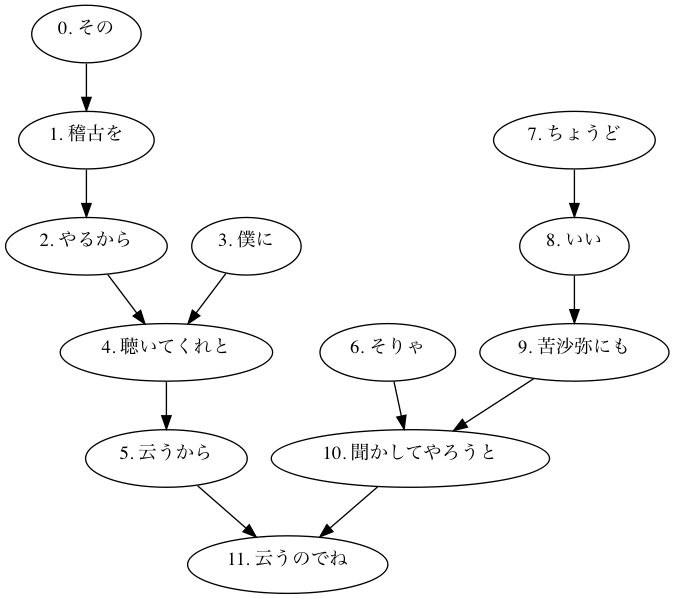 0. その
1. 稽古を
7. ちょうど
2. やるから
3. 僕に
8. いい
4. 聴いてくれと
6. そりゃ
9. 苦沙弥にも
5. 云うから
10. 聞かしてやろうと
11. 云うのでね